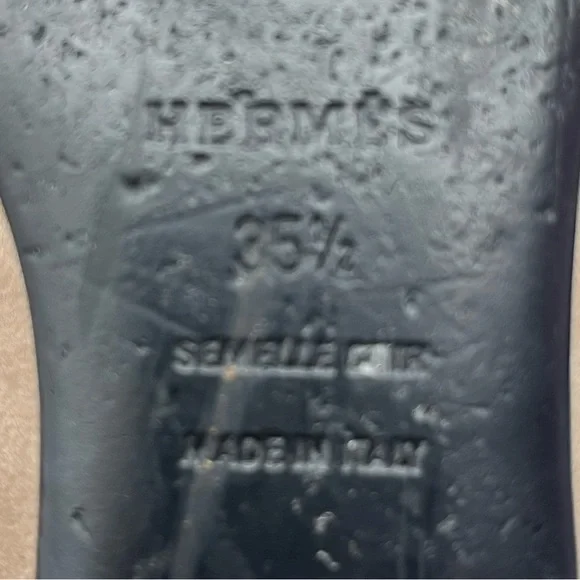 HERMÈS
35½
SEMELLE CUIR
MADE IN ITALY